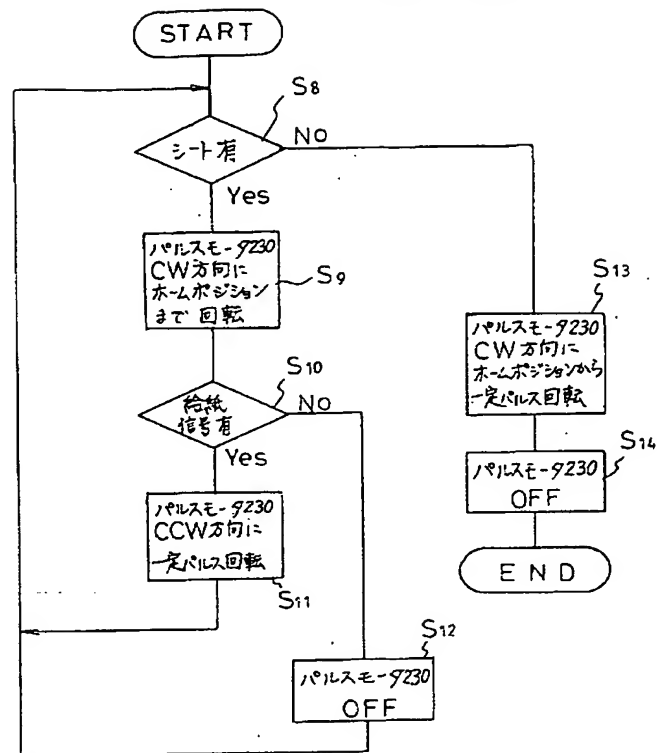 START
S8
シート有
No
Yes
パルスモータ230
CW方向に
ホームポジション
まで回転
S9
S10
給紙
信号有
No
Yes
パルスモータ230
CCW方向に
一定パルス回転
S11
S12
パルスモータ230
OFF
S13
パルスモータ230
CW方向に
ホームポジションから
一定パルス回転
S14
パルスモータ230
OFF
END